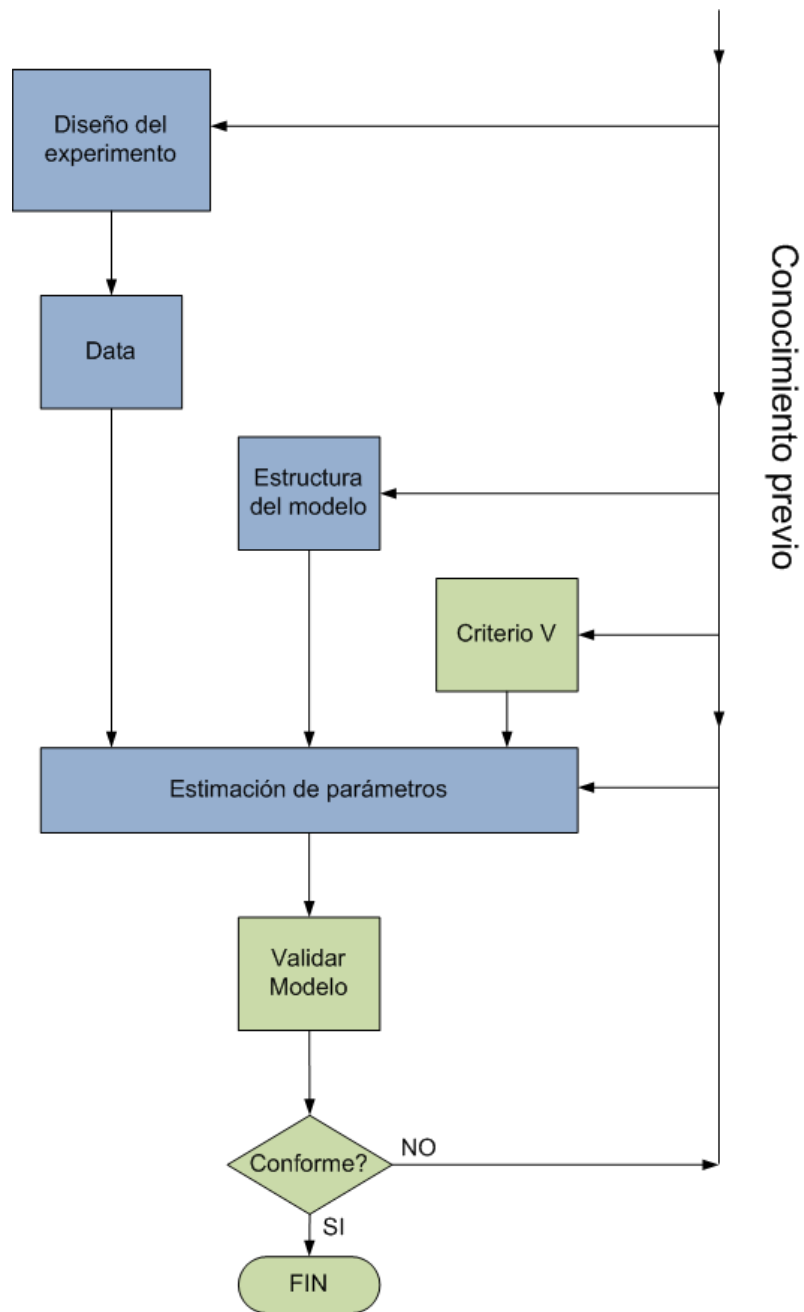 Diseño del
experimento
Data
Estructura
del modelo
Criterio V
Conocimiento previo
Estimación de parámetros
Validar
Modelo
Conforme?
NO
SI
FIN